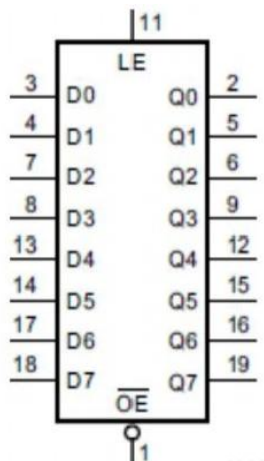 11
LE
3 D0 Q0 2
4 D1 Q1 5
7 D2 Q2 6
8 D3 Q3 9
13 D4 Q4 12
14 D5 Q5 15
17 D6 Q6 16
18 D7 Q7 19
O̅E̅
1